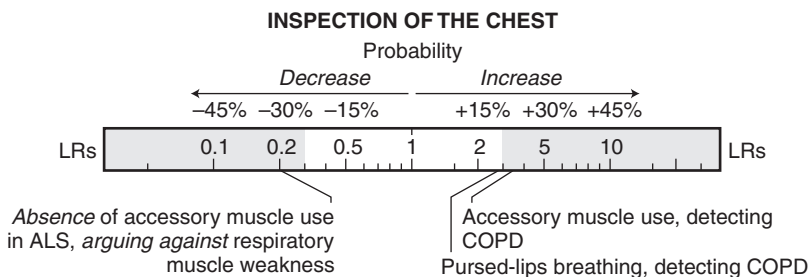 INSPECTION OF THE CHEST
Probability
Decrease Increase
–45% –30% –15% +15% +30% +45%
LRs 0.1 0.2 0.5 1 2 5 10 LRs
Absence of accessory muscle use
in ALS, arguing against respiratory
muscle weakness
Accessory muscle use, detecting
COPD
Pursed-lips breathing, detecting COPD